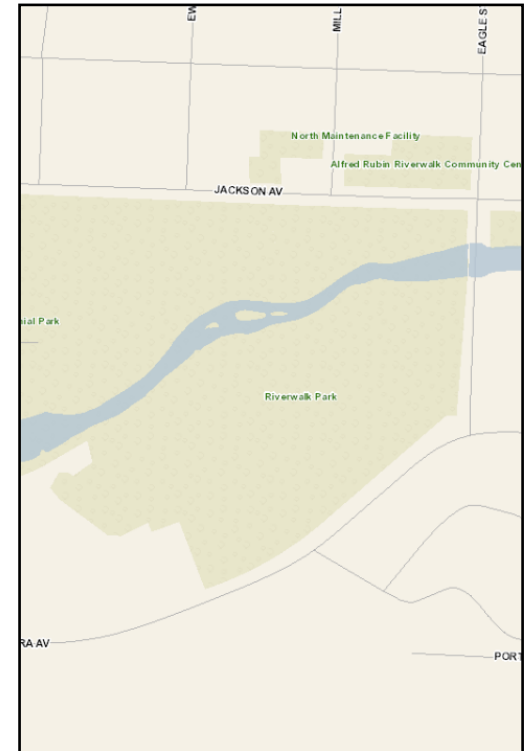 EW
MILL
EAGLE S
North Maintenance Facility
Alfred Rubin Riverwalk Community Cen
JACKSON AV
nial Park
Riverwalk Park
RA AV
PORT